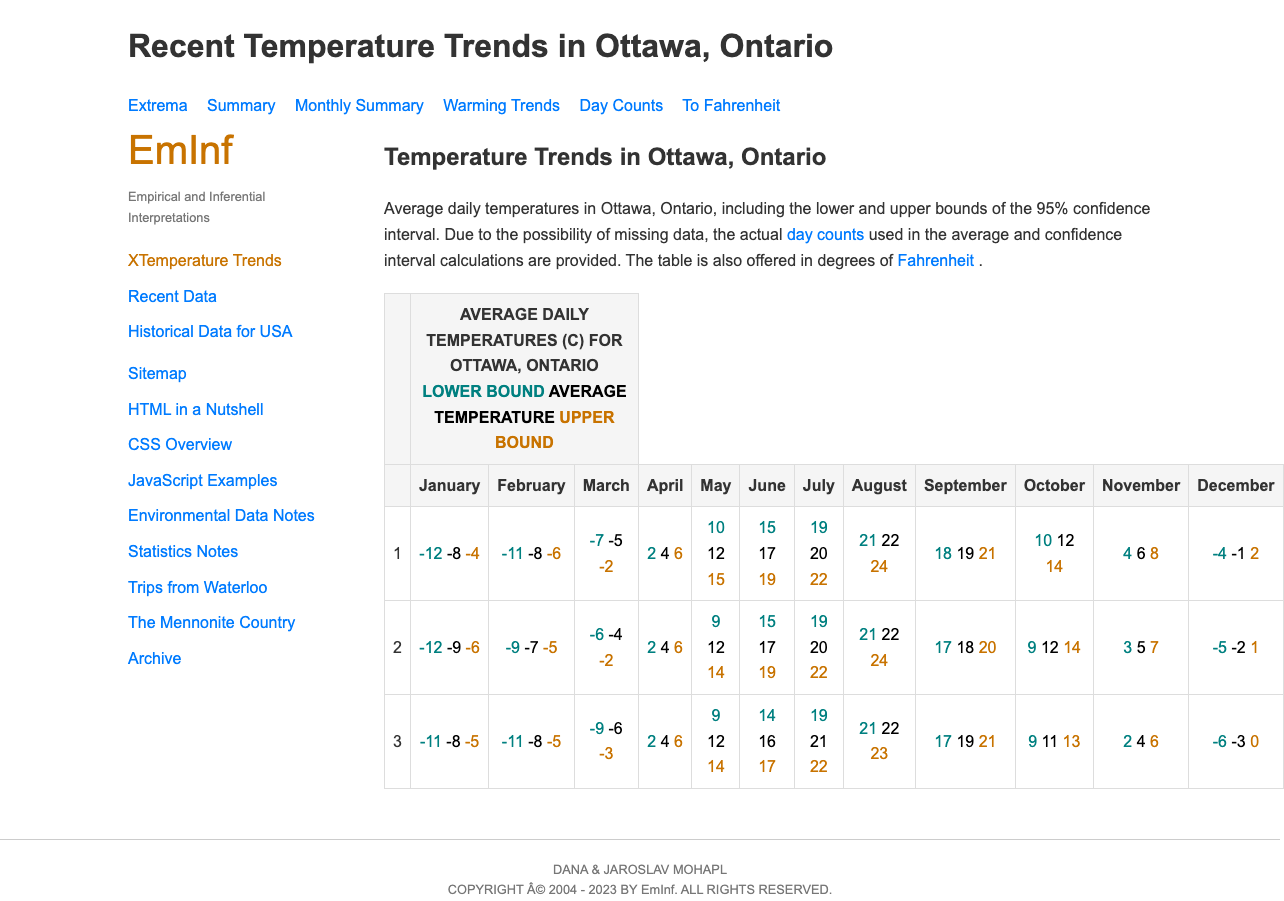 Recent Temperature Trends in Ottawa, Ontario
Extrema Summary Monthly Summary Warming Trends Day Counts To Fahrenheit
EmInf
Empirical and Inferential
Interpretations
XTemperature Trends
Recent Data
Historical Data for USA
Sitemap
HTML in a Nutshell
CSS Overview
JavaScript Examples
Environmental Data Notes
Statistics Notes
Trips from Waterloo
The Mennonite Country
Archive
Temperature Trends in Ottawa, Ontario
Average daily temperatures in Ottawa, Ontario, including the lower and upper bounds of the 95% confidence
interval. Due to the possibility of missing data, the actual day counts used in the average and confidence
interval calculations are provided. The table is also offered in degrees of Fahrenheit .
AVERAGE DAILY
TEMPERATURES (C) FOR
OTTAWA, ONTARIO
LOWER BOUND AVERAGE
TEMPERATURE UPPER
BOUND
January February March April May June July August September October November December
1 -12 -8 -4 -11 -8 -6 -7 -5 -2 2 4 6 10 12 15 15 17 19 19 20 22 21 22 24 18 19 21 10 12 14 4 6 8 -4 -1 2
2 -12 -9 -6 -9 -7 -5 -6 -4 -2 2 4 6 9 12 14 15 17 19 19 20 22 21 22 24 17 18 20 9 12 14 3 5 7 -5 -2 1
3 -11 -8 -5 -11 -8 -5 -9 -6 -3 2 4 6 9 12 14 14 16 17 19 21 22 21 22 23 17 19 21 9 11 13 2 4 6 -6 -3 0
DANA & JAROSLAV MOHAPL
COPYRIGHT Â© 2004 - 2023 BY EmInf. ALL RIGHTS RESERVED.